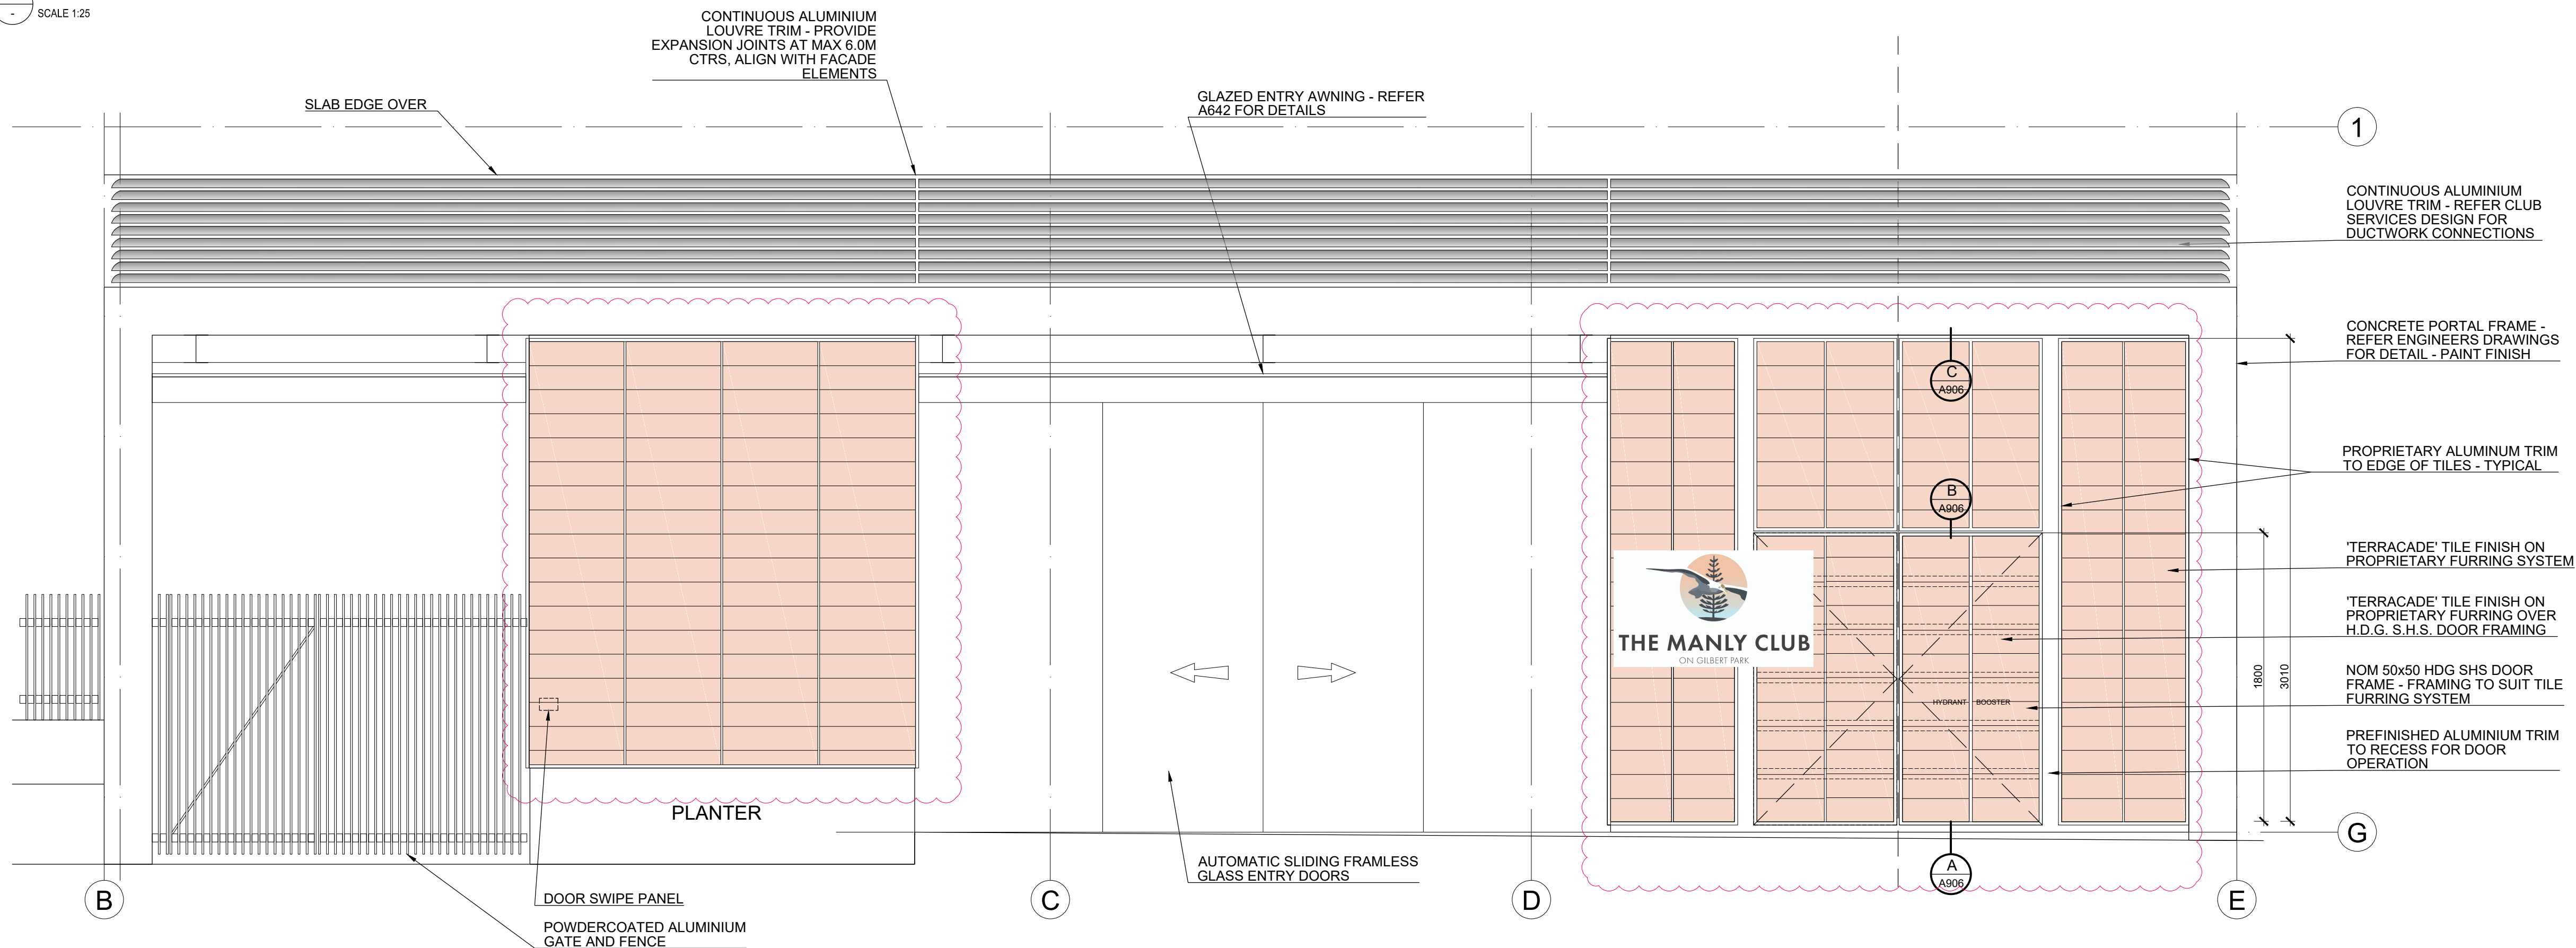 -
SCALE 1:25
CONTINUOUS ALUMINIUM
LOUVRE TRIM - PROVIDE
EXPANSION JOINTS AT MAX 6.0M
CTRS, ALIGN WITH FACADE
ELEMENTS
SLAB EDGE OVER
GLAZED ENTRY AWNING - REFER
A642 FOR DETAILS
1
CONTINUOUS ALUMINIUM
LOUVRE TRIM - REFER CLUB
SERVICES DESIGN FOR
DUCTWORK CONNECTIONS
CONCRETE PORTAL FRAME -
REFER ENGINEERS DRAWINGS
FOR DETAIL - PAINT FINISH
C
A906
PROPRIETARY ALUMINUM TRIM
TO EDGE OF TILES - TYPICAL
B
A906
'TERRACADE' TILE FINISH ON
PROPRIETARY FURRING SYSTEM
'TERRACADE' TILE FINISH ON
PROPRIETARY FURRING OVER
H.D.G. S.H.S. DOOR FRAMING
THE MANLY CLUB
ON GILBERT PARK
NOM 50x50 HDG SHS DOOR
FRAME - FRAMING TO SUIT TILE
FURRING SYSTEM
1800
3010
HYDRANT BOOSTER
PREFINISHED ALUMINIUM TRIM
TO RECESS FOR DOOR
OPERATION
PLANTER
G
AUTOMATIC SLIDING FRAMLESS
GLASS ENTRY DOORS
A
A906
B
C
D
E
DOOR SWIPE PANEL
POWDERCOATED ALUMINIUM
GATE AND FENCE